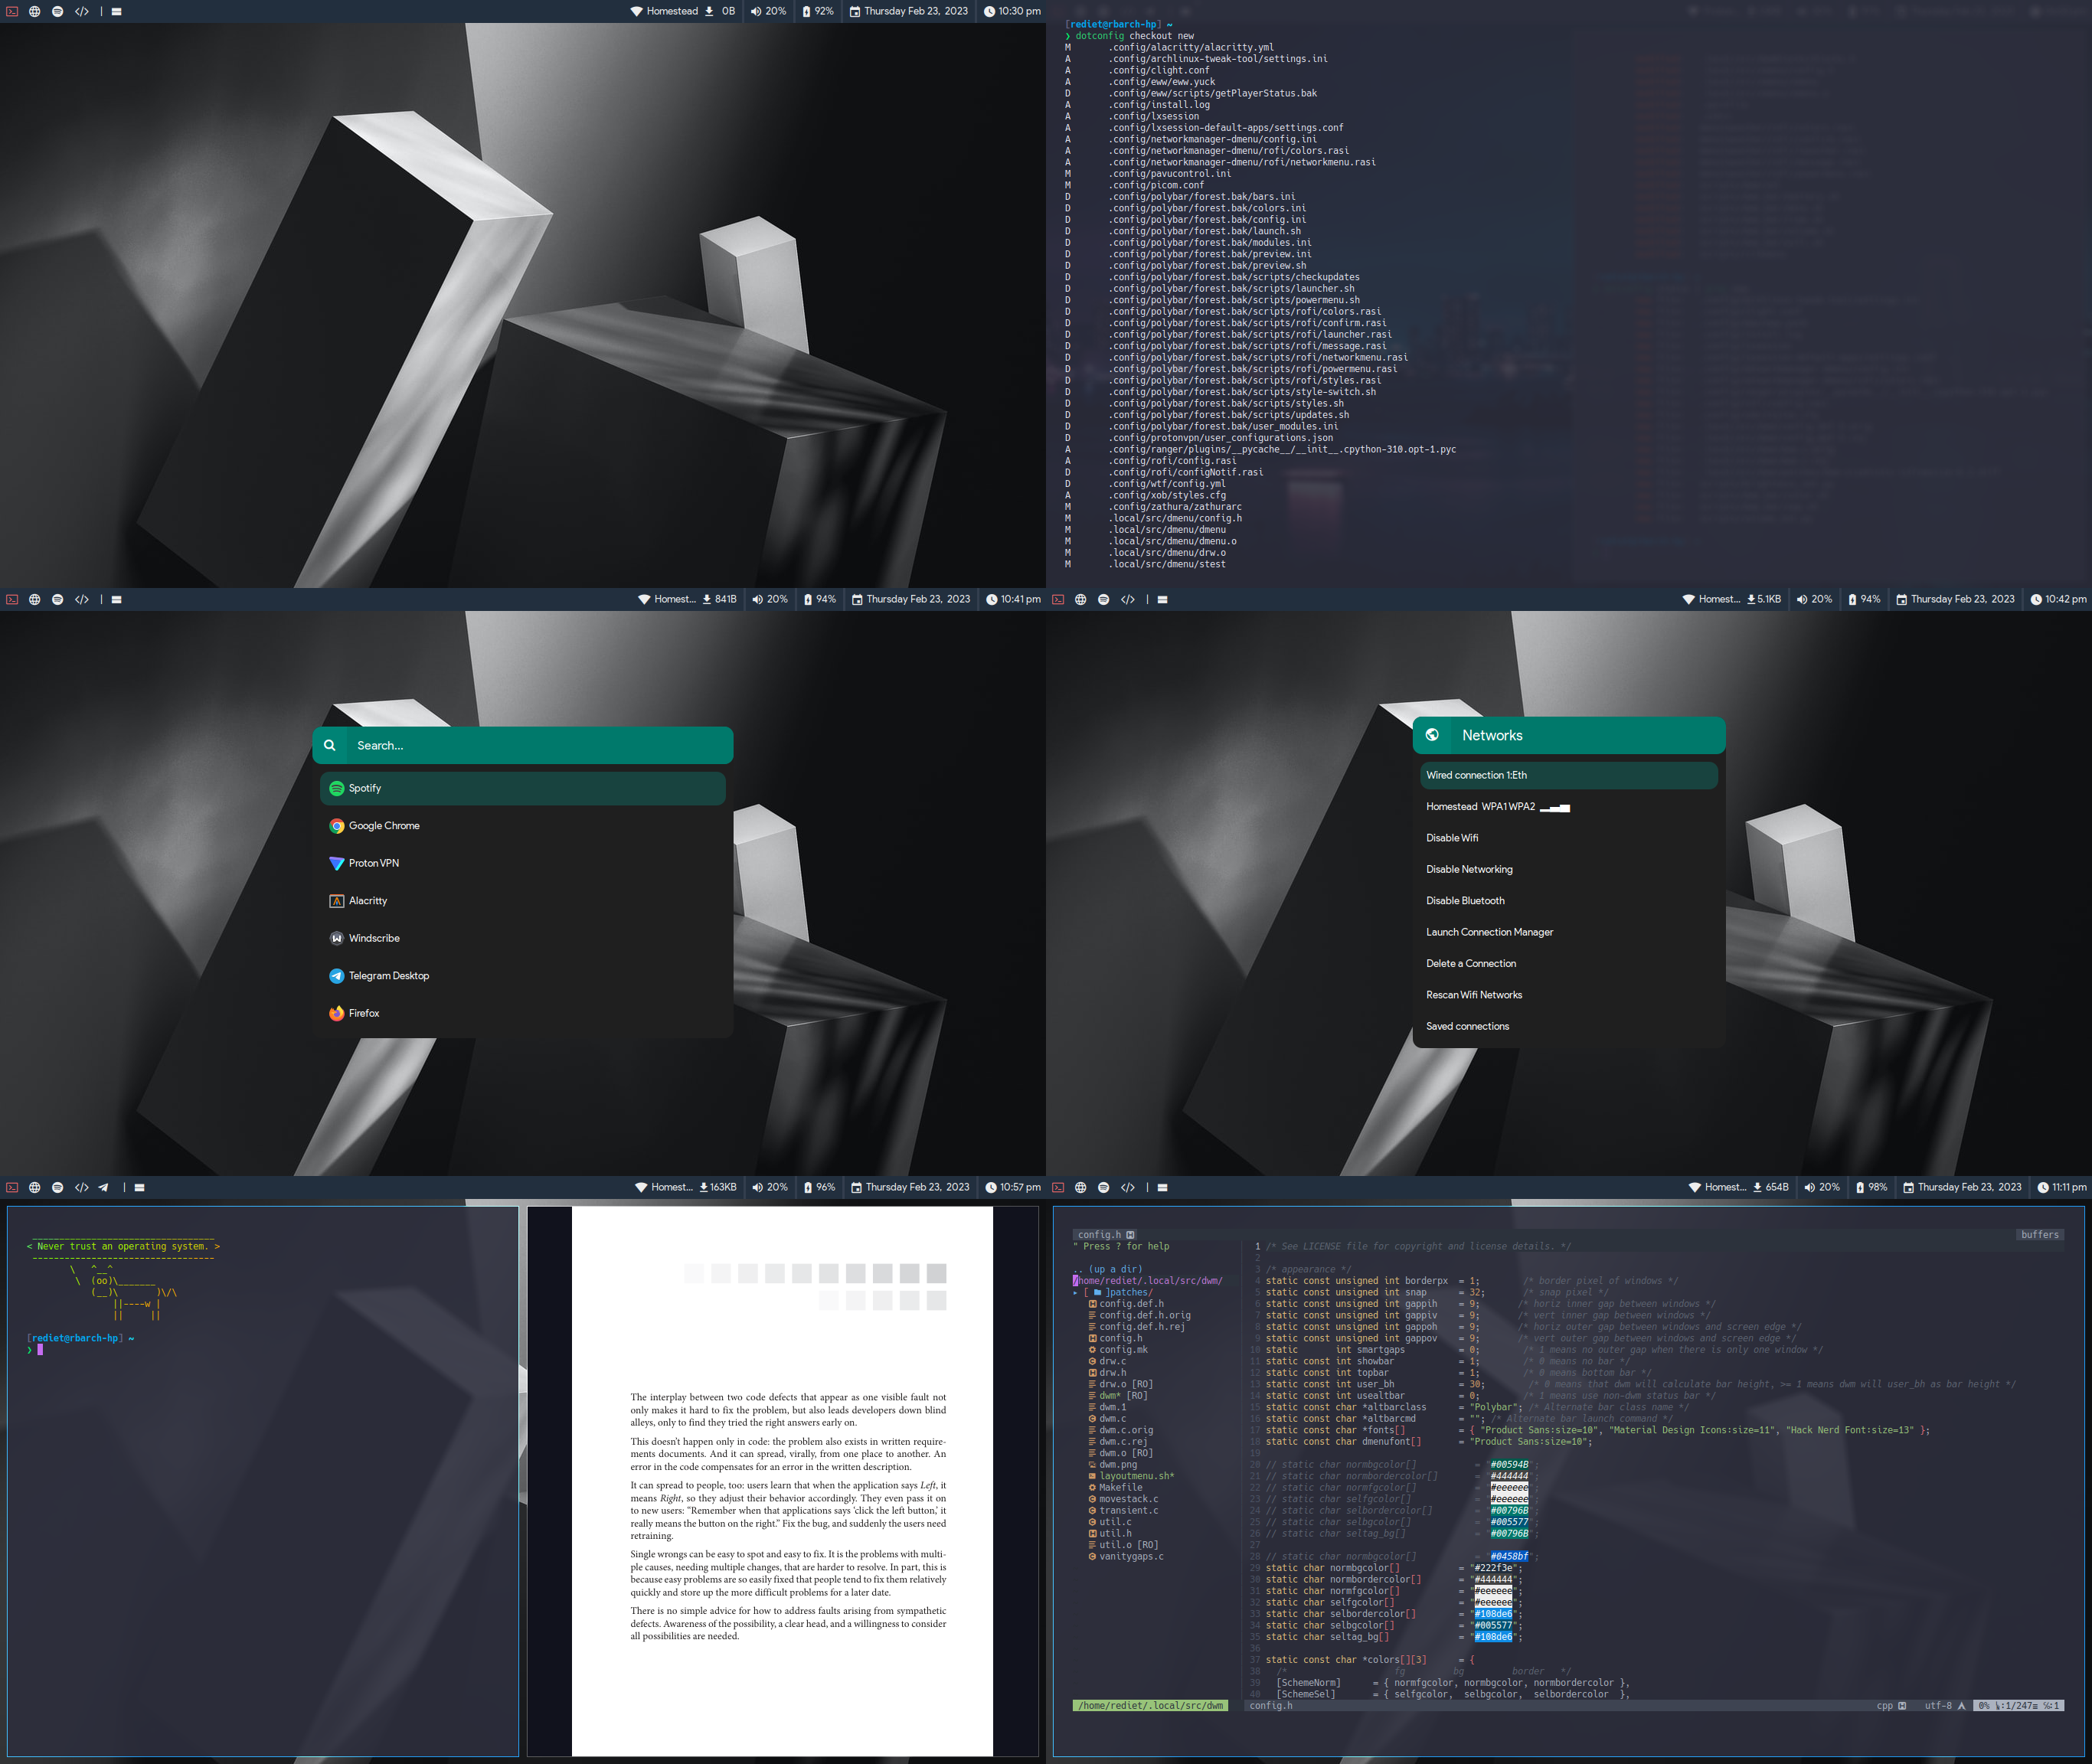 Homestead 0B 20% 92% Thursday Feb 23, 2023 10:30 pm
[rediet@rbarch-hp] ~
❯ dotconfig checkout new
M .config/alacritty/alacritty.yml
A .config/archlinux-tweak-tool/settings.ini
A .config/clight.conf
A .config/eww/eww.yuck
D .config/eww/scripts/getPlayerStatus.bak
A .config/install.log
A .config/lxsession
A .config/lxsession-default-apps/settings.conf
A .config/networkmanager-dmenu/config.ini
A .config/networkmanager-dmenu/rofi/colors.rasi
A .config/networkmanager-dmenu/rofi/networkmenu.rasi
M .config/pavucontrol.ini
M .config/picom.conf
D .config/polybar/forest.bak/bars.ini
D .config/polybar/forest.bak/colors.ini
D .config/polybar/forest.bak/config.ini
D .config/polybar/forest.bak/launch.sh
D .config/polybar/forest.bak/modules.ini
D .config/polybar/forest.bak/preview.ini
D .config/polybar/forest.bak/preview.sh
D .config/polybar/forest.bak/scripts/checkupdates
D .config/polybar/forest.bak/scripts/launcher.sh
D .config/polybar/forest.bak/scripts/powermenu.sh
D .config/polybar/forest.bak/scripts/rofi/colors.rasi
D .config/polybar/forest.bak/scripts/rofi/confirm.rasi
D .config/polybar/forest.bak/scripts/rofi/launcher.rasi
D .config/polybar/forest.bak/scripts/rofi/message.rasi
D .config/polybar/forest.bak/scripts/rofi/networkmenu.rasi
D .config/polybar/forest.bak/scripts/rofi/powermenu.rasi
D .config/polybar/forest.bak/scripts/rofi/styles.rasi
D .config/polybar/forest.bak/scripts/style-switch.sh
D .config/polybar/forest.bak/scripts/styles.sh
D .config/polybar/forest.bak/scripts/updates.sh
D .config/polybar/forest.bak/user_modules.ini
D .config/protonvpn/user_configurations.json
A .config/ranger/plugins/__pycache__/__init__.cpython-310.opt-1.pyc
A .config/rofi/config.rasi
D .config/rofi/configNotif.rasi
D .config/wtf/config.yml
A .config/xob/styles.cfg
M .config/zathura/zathurarc
M .local/src/dmenu/config.h
M .local/src/dmenu/dmenu
M .local/src/dmenu/dmenu.o
M .local/src/dmenu/drw.o
M .local/src/dmenu/stest
Homest... 841B 20% 94% Thursday Feb 23, 2023 10:41 pm
Search...
Spotify
Google Chrome
Proton VPN
Alacritty
Windscribe
Telegram Desktop
Firefox
Homest... 5.1KB 20% 94% Thursday Feb 23, 2023 10:42 pm
Networks
Wired connection 1:Eth
Homestead WPA1 WPA2
Disable Wifi
Disable Networking
Disable Bluetooth
Launch Connection Manager
Delete a Connection
Rescan Wifi Networks
Saved connections
Homest... 163KB 20% 96% Thursday Feb 23, 2023 10:57 pm
< Never trust an operating system. >
[rediet@rbarch-hp] ~
❯
The interplay between two code defects that appear as one visible fault not
only makes it hard to fix the problem, but also leads developers down blind
alleys, only to find they tried the right answers early on.
This doesn't happen only in code: the problem also exists in written require-
ments documents. And it can spread, virally, from one place to another. An
error in the code compensates for an error in the written description.
It can spread to people, too: users learn that when the application says Left, it
means Right, so they adjust their behavior accordingly. They even pass it on
to new users: "Remember when that applications says 'click the left button,' it
really means the button on the right." Fix the bug, and suddenly the users need
retraining.
Single wrongs can be easy to spot and easy to fix. It is the problems with multi-
ple causes, needing multiple changes, that are harder to resolve. In part, this is
because easy problems are so easily fixed that people tend to fix them relatively
quickly and store up the more difficult problems for a later date.
There is no simple advice for how to address faults arising from sympathetic
defects. Awareness of the possibility, a clear head, and a willingness to consider
all possibilities are needed.
Homest... 654B 20% 98% Thursday Feb 23, 2023 11:11 pm
config.h buffers
" Press ? for help
.. (up a dir)
/home/rediet/.local/src/dwm/
▸ [ ]patches/
config.def.h
config.def.h.orig
config.def.h.rej
config.h
config.mk
drw.c
drw.h
drw.o [RO]
dwm* [RO]
dwm.1
dwm.c
dwm.c.orig
dwm.c.rej
dwm.o [RO]
dwm.png
layoutmenu.sh*
Makefile
movestack.c
transient.c
util.c
util.h
util.o [RO]
vanitygaps.c
/home/rediet/.local/src/dwm
1 /* See LICENSE file for copyright and license details. */
2
3 /* appearance */
4 static const unsigned int borderpx = 1; /* border pixel of windows */
5 static const unsigned int snap = 32; /* snap pixel */
6 static const unsigned int gappih = 9; /* horiz inner gap between windows */
7 static const unsigned int gappiv = 9; /* vert inner gap between windows */
8 static const unsigned int gappoh = 9; /* horiz outer gap between windows and screen edge */
9 static const unsigned int gappov = 9; /* vert outer gap between windows and screen edge */
10 static int smartgaps = 0; /* 1 means no outer gap when there is only one window */
11 static const int showbar = 1; /* 0 means no bar */
12 static const int topbar = 1; /* 0 means bottom bar */
13 static const int user_bh = 30; /* 0 means that dwm will calculate bar height, >= 1 means dwm will user_bh as bar height */
14 static const int usealtbar = 0; /* 1 means use non-dwm status bar */
15 static const char *altbarclass = "Polybar"; /* Alternate bar class name */
16 static const char *altbarcmd = ""; /* Alternate bar launch command */
17 static const char *fonts[] = { "Product Sans:size=10", "Material Design Icons:size=11", "Hack Nerd Font:size=13" };
18 static const char dmenufont[] = "Product Sans:size=10";
19
20 // static char normbgcolor[] = "#00594B";
21 // static char normbordercolor[] = "#444444";
22 // static char normfgcolor[] = "#eeeeee";
23 // static char selfgcolor[] = "#eeeeee";
24 // static char selbordercolor[] = "#00796B";
25 // static char selbgcolor[] = "#005577";
26 // static char seltag_bg[] = "#00796B";
27
28 // static char normbgcolor[] = "#0458bf";
29 static char normbgcolor[] = "#222f3e";
30 static char normbordercolor[] = "#444444";
31 static char normfgcolor[] = "#eeeeee";
32 static char selfgcolor[] = "#eeeeee";
33 static char selbordercolor[] = "#108de6";
34 static char selbgcolor[] = "#005577";
35 static char seltag_bg[] = "#108de6";
36
37 static const char *colors[][3] = {
38 /* fg bg border */
39 [SchemeNorm] = { normfgcolor, normbgcolor, normbordercolor },
40 [SchemeSel] = { selfgcolor, selbgcolor, selbordercolor },
config.h cpp utf-8 0% 1/247 1